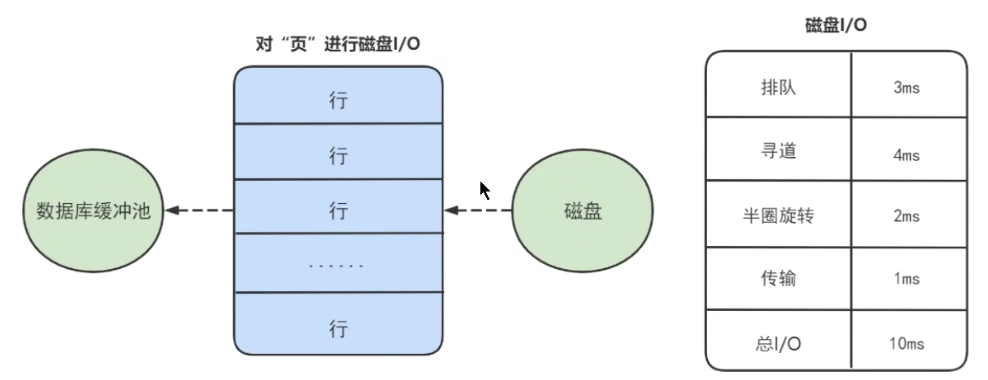 对“页”进行磁盘I/O
行
行
行
......
行
数据库缓冲池
磁盘
磁盘I/O
排队 3ms
寻道 4ms
半圈旋转 2ms
传输 1ms
总I/O 10ms